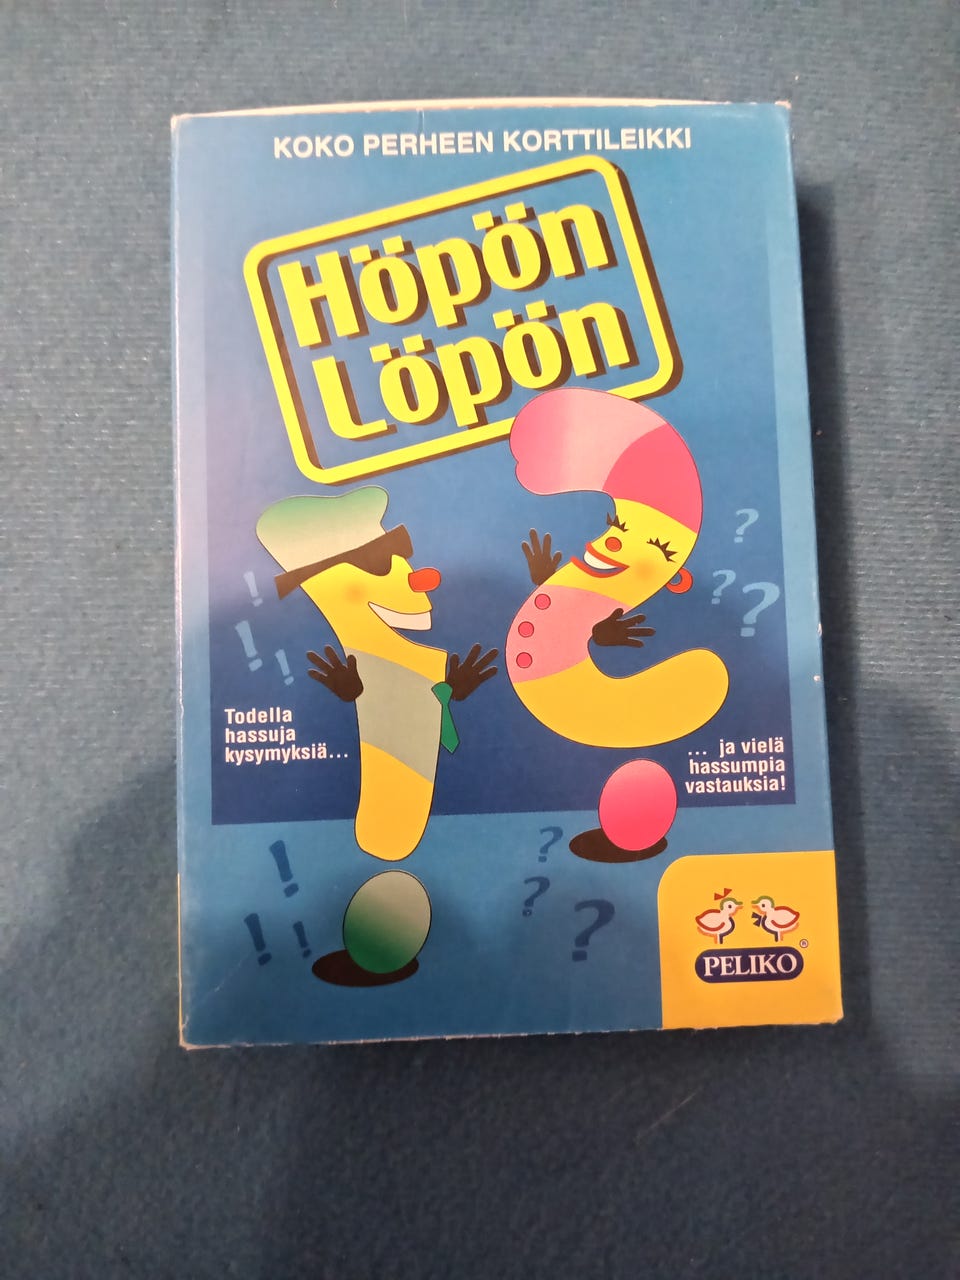 KOKO PERHEEN KORTTILEIKKI
Höpön
Löpön
Todella
hassuja
kysymyksiä...
... ja vielä
hassumpia
vastauksia!
PELIKO®